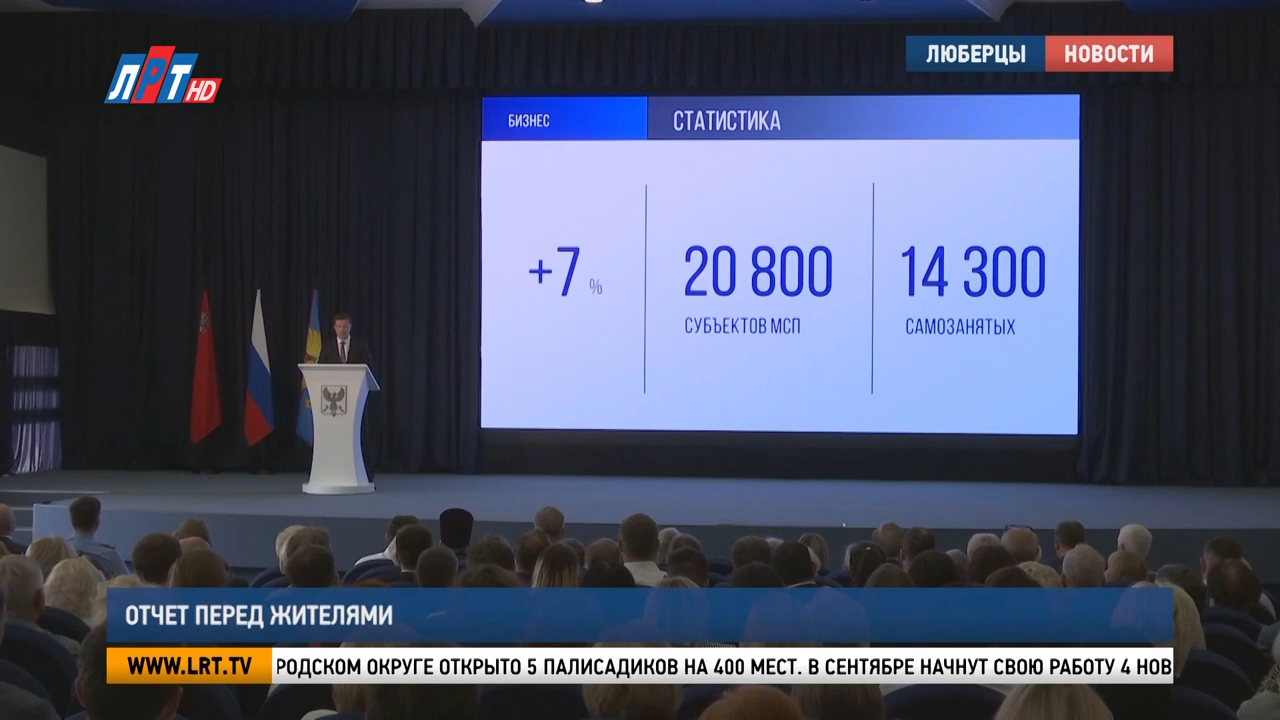 ЛРТ HD
ЛЮБЕРЦЫ НОВОСТИ
БИЗНЕС СТАТИСТИКА
+7 % 20 800 14 300
СУБЪЕКТОВ МСП САМОЗАНЯТЫХ
ОТЧЕТ ПЕРЕД ЖИТЕЛЯМИ
WWW.LRT.TV РОДСКОМ ОКРУГЕ ОТКРЫТО 5 ПАЛИСАДИКОВ НА 400 МЕСТ. В СЕНТЯБРЕ НАЧНУТ СВОЮ РАБОТУ 4 НОВ